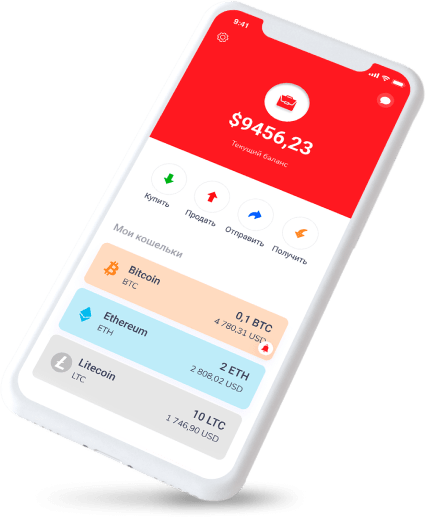 9:41
$9456,23
Текущий баланс
Купить
Продать
Отправить
Получить
Мои кошельки
Bitcoin
BTC
0,1 BTC
4 780,31 USD
Ethereum
ETH
2 ETH
2 808,02 USD
Litecoin
LTC
10 LTC
1 746,90 USD